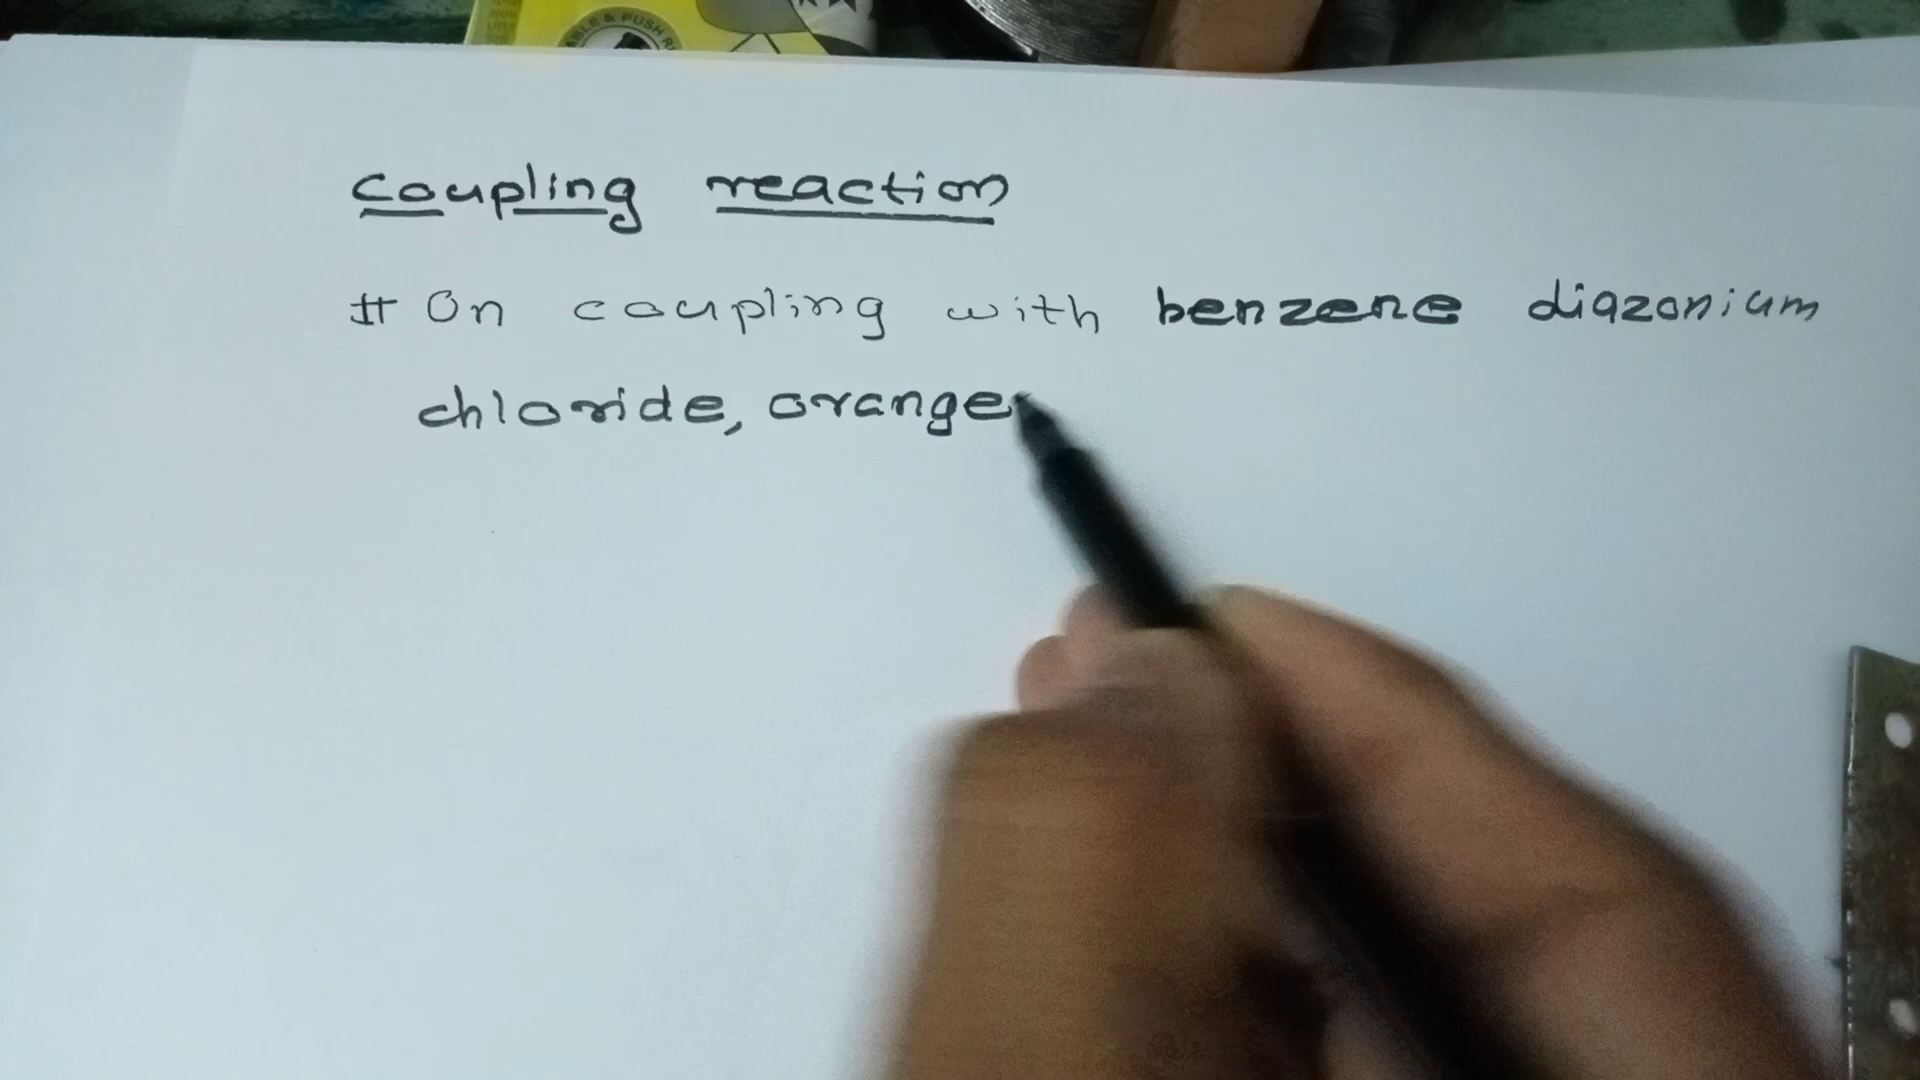 coupling reaction
# On coupling with benzene diazonium
chloride, orange